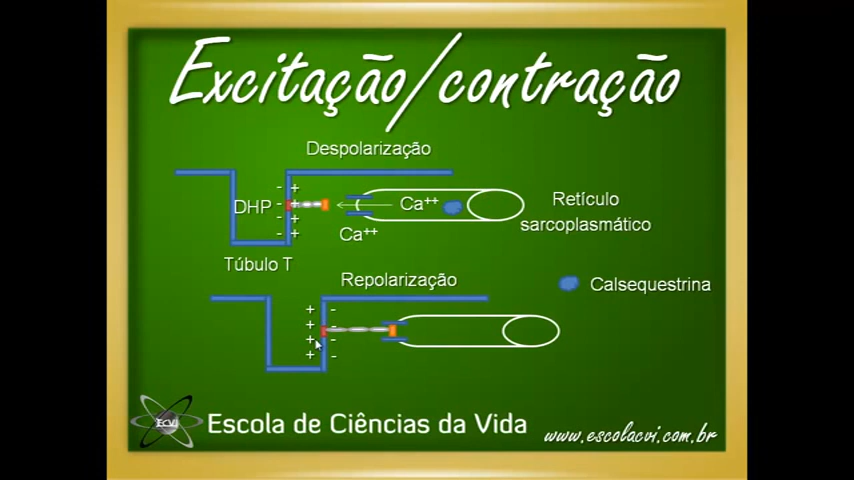 Excitação/contração
Despolarização
- +
DHP - +
- +
- +
Ca⁺⁺
Ca⁺⁺
Retículo
sarcoplasmático
Túbulo T
Repolarização
Calsequestrina
+ -
+ -
+ -
+ -
ECVI
Escola de Ciências da Vida
www.escolacvi.com.br